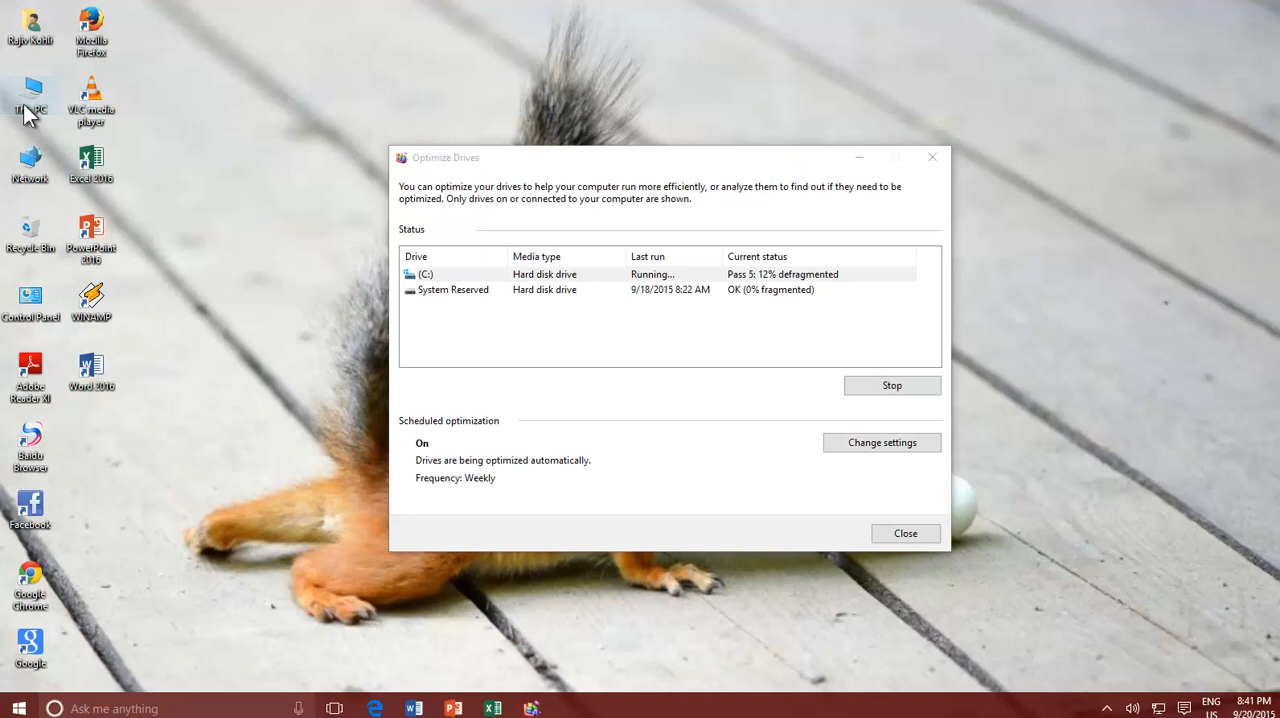 Rajiv Kohli
Mozilla
Firefox
This PC
VLC media
player
Network
Excel 2016
Recycle Bin
PowerPoint
2016
Control Panel
WINAMP
Adobe
Reader XI
Word 2016
Baidu
Browser
Facebook
Google
Chrome
Google
Optimize Drives
You can optimize your drives to help your computer run more efficiently, or analyze them to find out if they need to be
optimized. Only drives on or connected to your computer are shown.
Status
Drive Media type Last run Current status
(C:) Hard disk drive Running... Pass 5: 12% defragmented
System Reserved Hard disk drive 9/18/2015 8:22 AM OK (0% fragmented)
Stop
Scheduled optimization
On
Change settings
Drives are being optimized automatically.
Frequency: Weekly
Close
Ask me anything
ENG
US
8:41 PM
9/20/2015